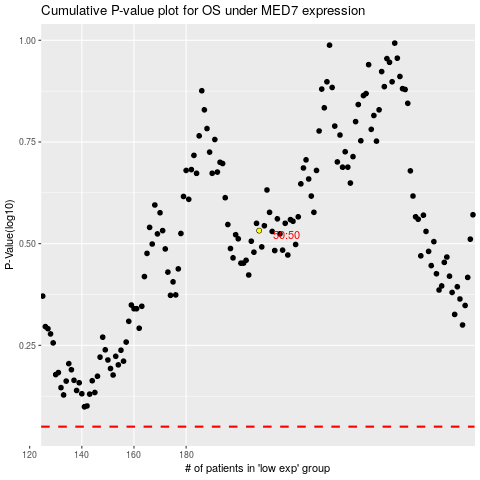 Cumulative P-value plot for OS under MED7 expression
1.00
0.75
0.50
0.25
P-Value(log10)
50:50
120 140 160 180
# of patients in 'low exp' group